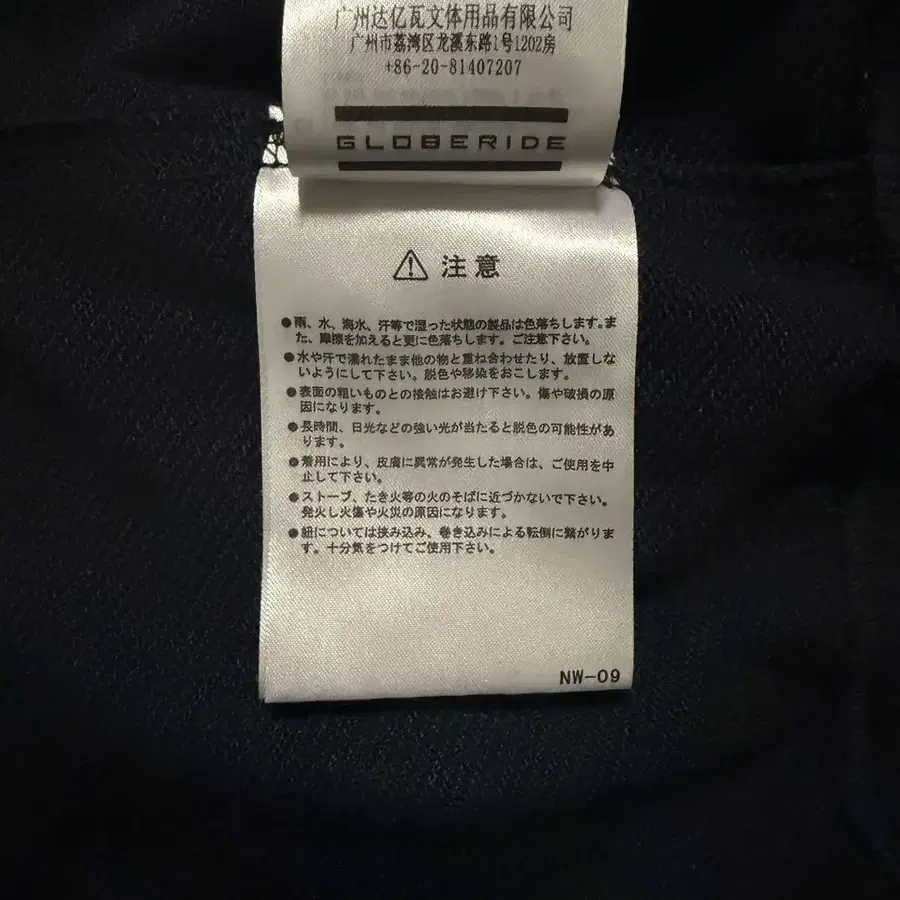 广州达亿瓦文体用品有限公司
广州市荔湾区龙溪东路1号1202房
+86-20-81407207
GLOBERIDE
⚠ 注意
●雨、水、海水、汗等で湿った状態の製品は色落ちします。ま
た、摩擦を加えると更に色落ちします。ご注意下さい。
●水や汗で濡れたまま他の物と重ね合わせたり、放置しな
いようにして下さい。脱色や移染をおこします。
●表面の粗いものとの接触はお避け下さい。傷や破損の原
因になります。
●長時間、日光などの強い光が当たると脱色の可能性があ
ります。
●着用により、皮膚に異常が発生した場合は、ご使用を中
止して下さい。
●ストーブ、たき火等の火のそばに近づかないで下さい。
発火し火傷や火災の原因になります。
●紐については挟み込み、巻き込みによる転倒に繋がりま
す。十分気をつけてご使用下さい。
NW-09